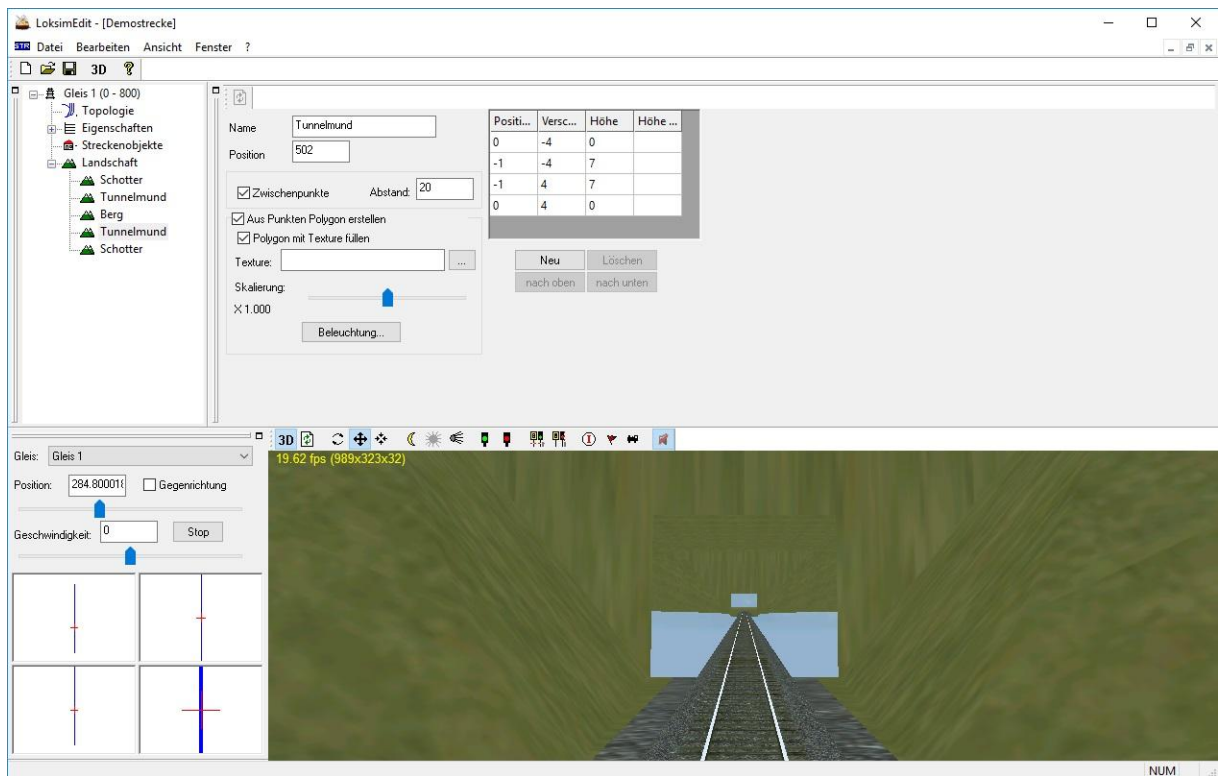 LoksimEdit - [Demostrecke]
STR Datei Bearbeiten Ansicht Fenster ?
3D
Gleis 1 (0 - 800)
Topologie
Eigenschaften
Streckenobjekte
Landschaft
Schotter
Tunnelmund
Berg
Tunnelmund
Schotter
Name Tunnelmund
Position 502
Zwischenpunkte Abstand: 20
Aus Punkten Polygon erstellen
Polygon mit Texture füllen
Texture: ...
Skalierung:
X 1.000
Beleuchtung...
Positi... Versc... Höhe Höhe ...
0 -4 0
-1 -4 7
-1 4 7
0 4 0
Neu Löschen
nach oben nach unten
Gleis: Gleis 1
Position: 284.800018 Gegenrichtung
Geschwindigkeit: 0 Stop
3D
19.62 fps (989x323x32)
NUM